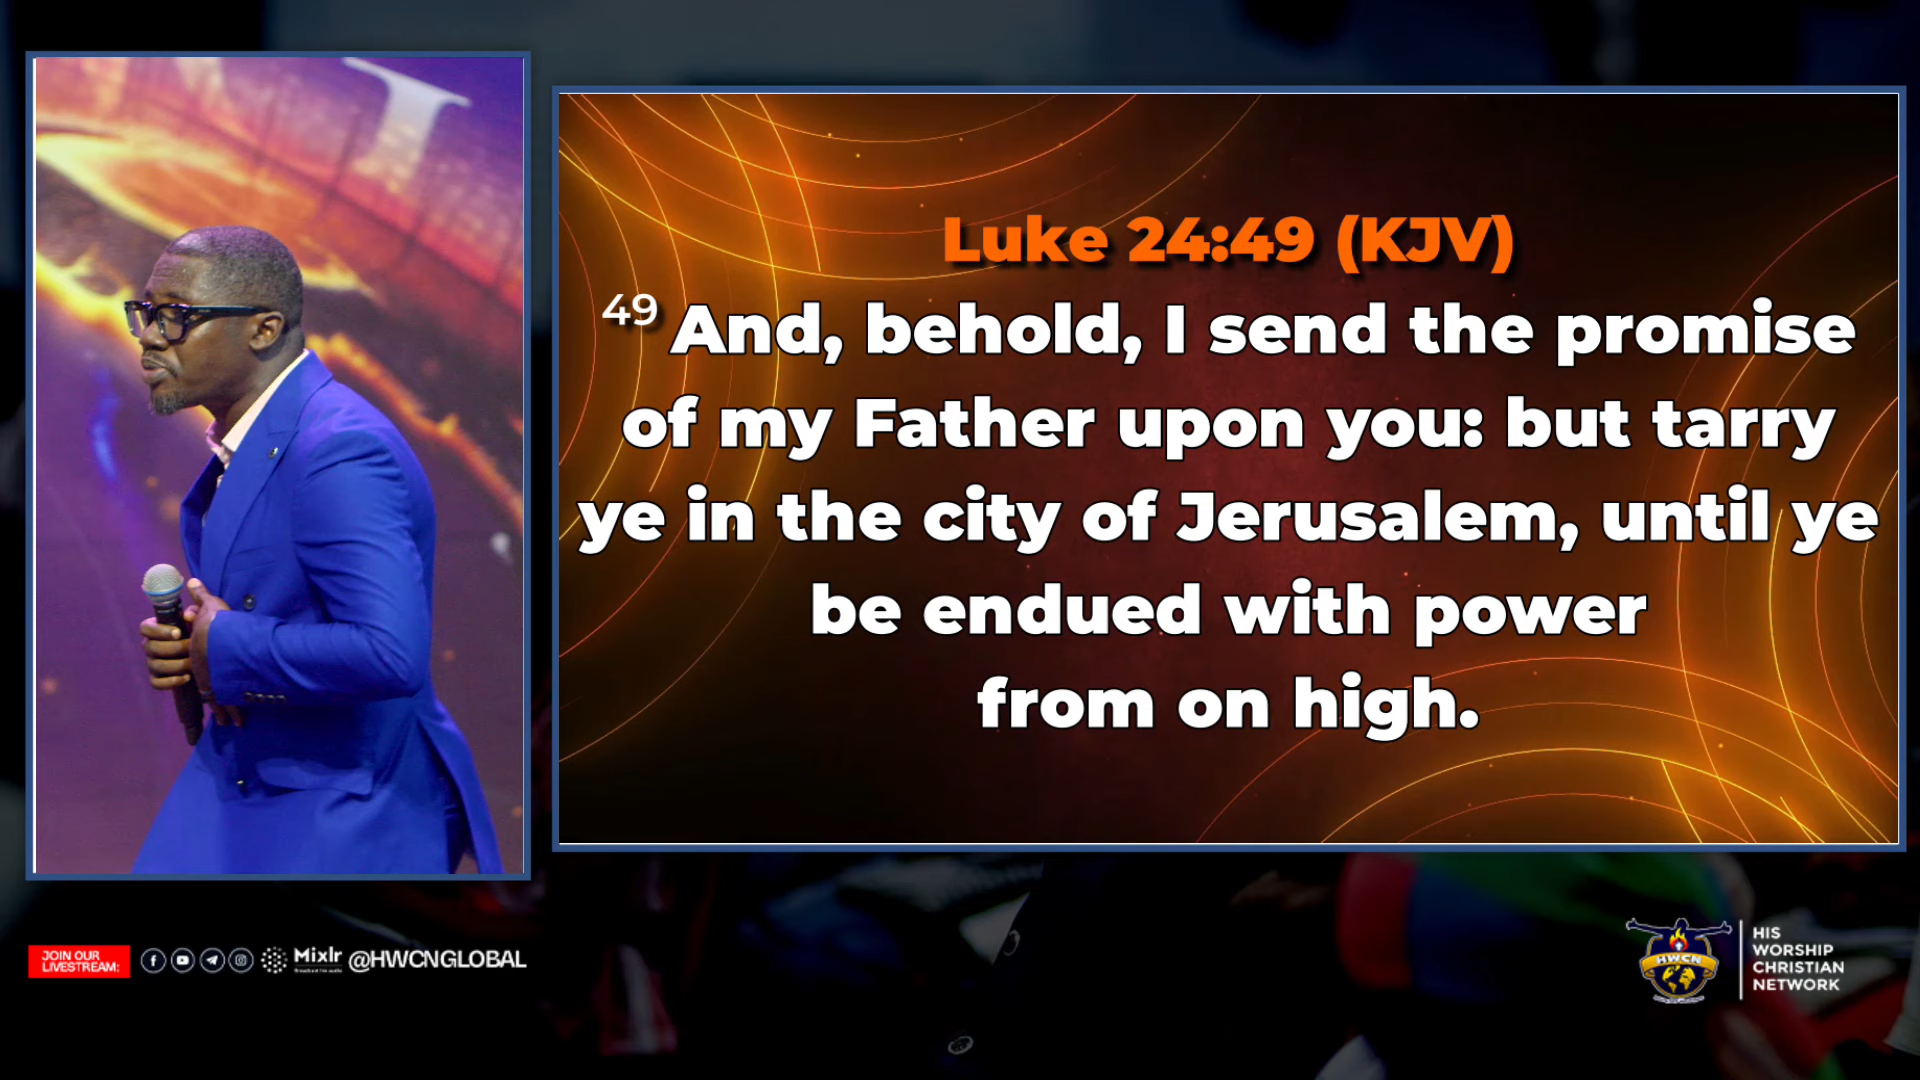 Luke 24:49 (KJV)
49 And, behold, I send the promise
of my Father upon you: but tarry
ye in the city of Jerusalem, until ye
be endued with power
from on high.
JOIN OUR
LIVESTREAM:
Mixlr
@HWCNGLOBAL
HWCN
HIS
WORSHIP
CHRISTIAN
NETWORK